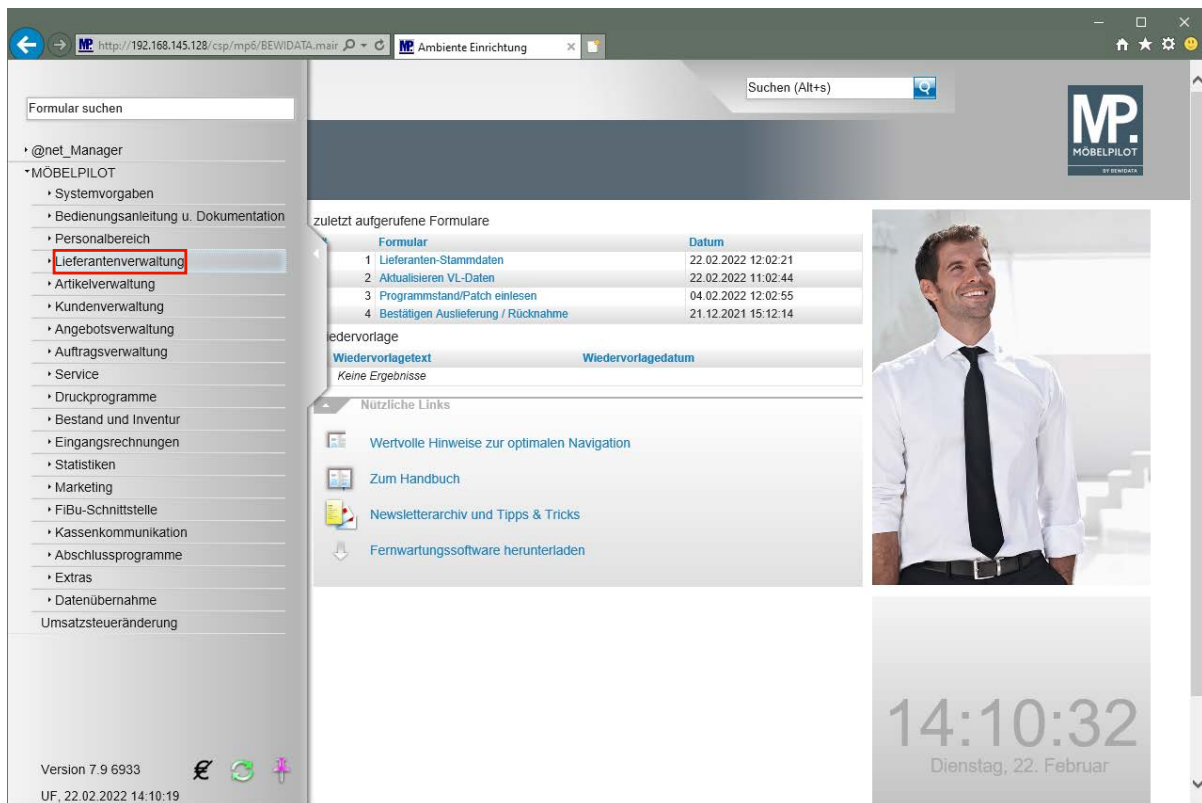 http://192.168.145.128/csp/mp6/BEWIDATA.mair
Ambiente Einrichtung
Formular suchen
Suchen (Alt+s)
MP.
MÖBELPILOT
BY BEWIDATA
@net_Manager
MÖBELPILOT
Systemvorgaben
Bedienungsanleitung u. Dokumentation
Personalbereich
Lieferantenverwaltung
Artikelverwaltung
Kundenverwaltung
Angebotsverwaltung
Auftragsverwaltung
Service
Druckprogramme
Bestand und Inventur
Eingangsrechnungen
Statistiken
Marketing
FiBu-Schnittstelle
Kassenkommunikation
Abschlussprogramme
Extras
Datenübernahme
Umsatzsteueränderung
Version 7.9 6933
UF, 22.02.2022 14:10:19
zuletzt aufgerufene Formulare
Formular Datum
1 Lieferanten-Stammdaten 22.02.2022 12:02:21
2 Aktualisieren VL-Daten 22.02.2022 11:02:44
3 Programmstand/Patch einlesen 04.02.2022 12:02:55
4 Bestätigen Auslieferung / Rücknahme 21.12.2021 15:12:14
iedervorlage
Wiedervorlagetext Wiedervorlagedatum
Keine Ergebnisse
Nützliche Links
Wertvolle Hinweise zur optimalen Navigation
Zum Handbuch
Newsletterarchiv und Tipps & Tricks
Fernwartungssoftware herunterladen
14:10:32
Dienstag, 22. Februar